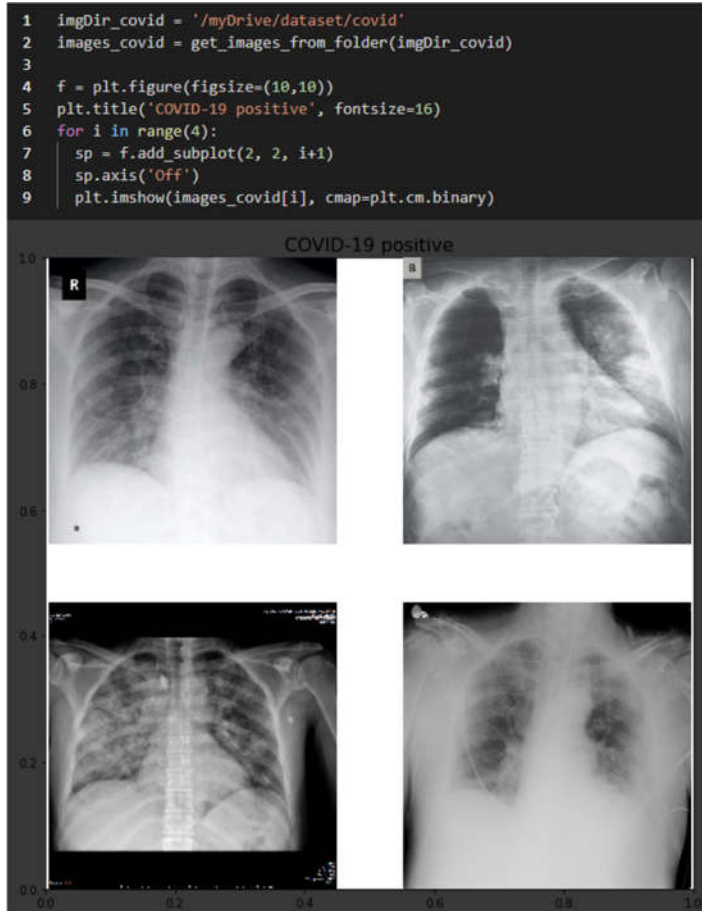 1 imgDir_covid = '/myDrive/dataset/covid'
2 images_covid = get_images_from_folder(imgDir_covid)
3
4 f = plt.figure(figsize=(10,10))
5 plt.title('COVID-19 positive', fontsize=16)
6 for i in range(4):
7 sp = f.add_subplot(2, 2, i+1)
8 sp.axis('Off')
9 plt.imshow(images_covid[i], cmap=plt.cm.binary)
COVID-19 positive
1.0
R
B
0.8
0.6
0.4
0.2
0.0
0.0 0.2 0.4 0.6 0.8 1.0